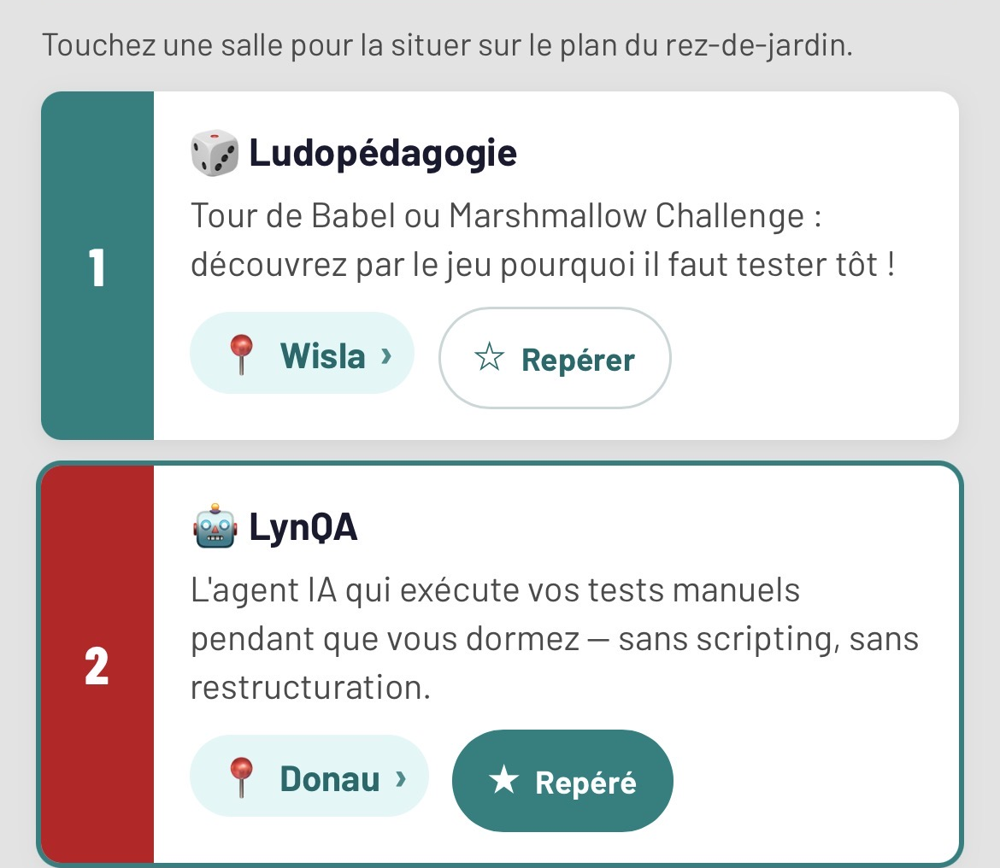 Touchez une salle pour la situer sur le plan du rez-de-jardin.
1
Ludopédagogie
Tour de Babel ou Marshmallow Challenge :
découvrez par le jeu pourquoi il faut tester tôt !
Wisla ›
☆ Repérer
2
LynQA
L'agent IA qui exécute vos tests manuels
pendant que vous dormez — sans scripting, sans
restructuration.
Donau ›
★ Repéré